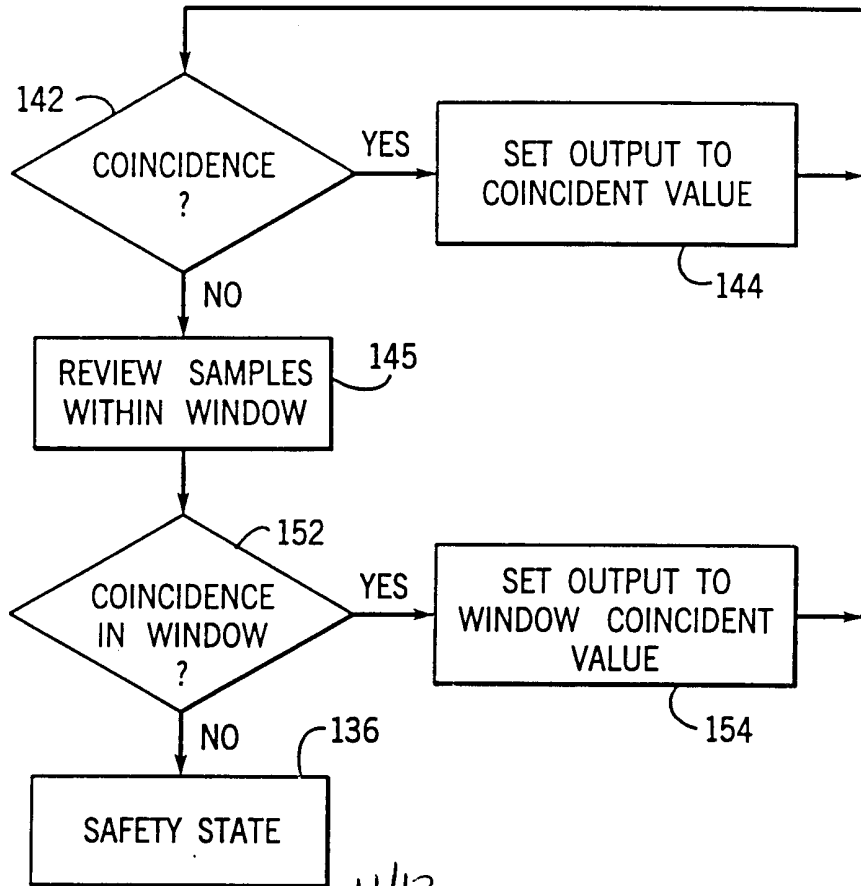 142
COINCIDENCE
?
YES
SET OUTPUT TO
COINCIDENT VALUE
144
NO
REVIEW SAMPLES
WITHIN WINDOW
145
152
COINCIDENCE
IN WINDOW
?
YES
SET OUTPUT TO
WINDOW COINCIDENT
VALUE
154
NO
136
SAFETY STATE